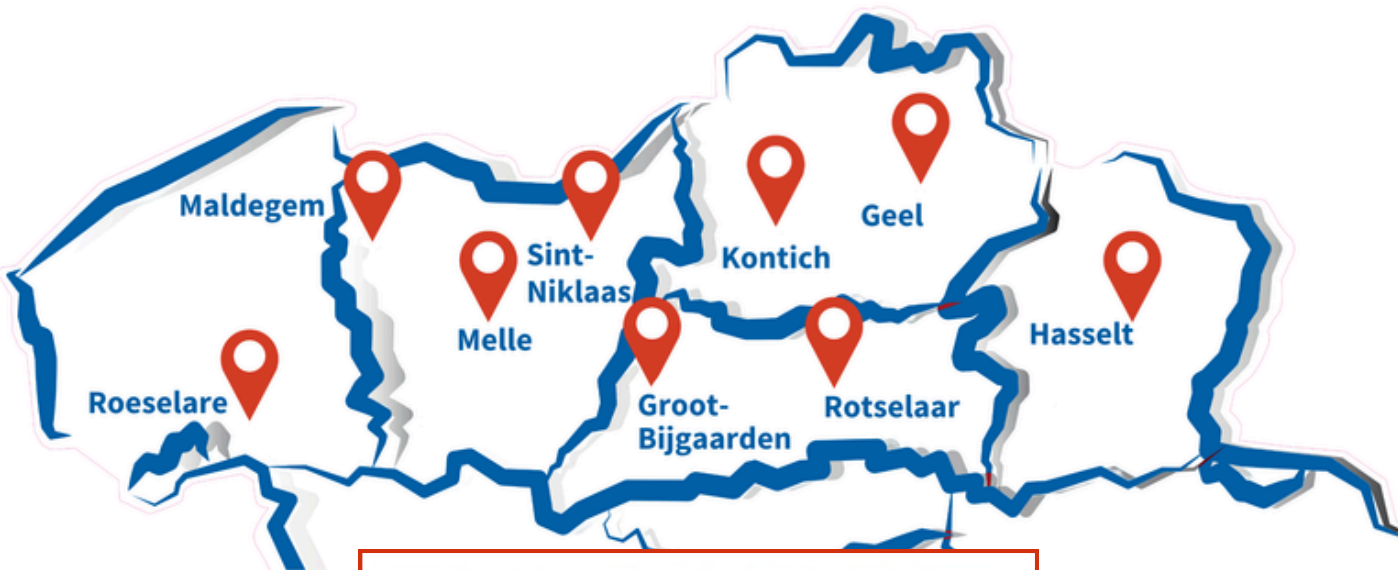 Maldegem
Sint-
Niklaas
Melle
Roeselare
Kontich
Geel
Groot-
Bijgaarden
Rotselaar
Hasselt